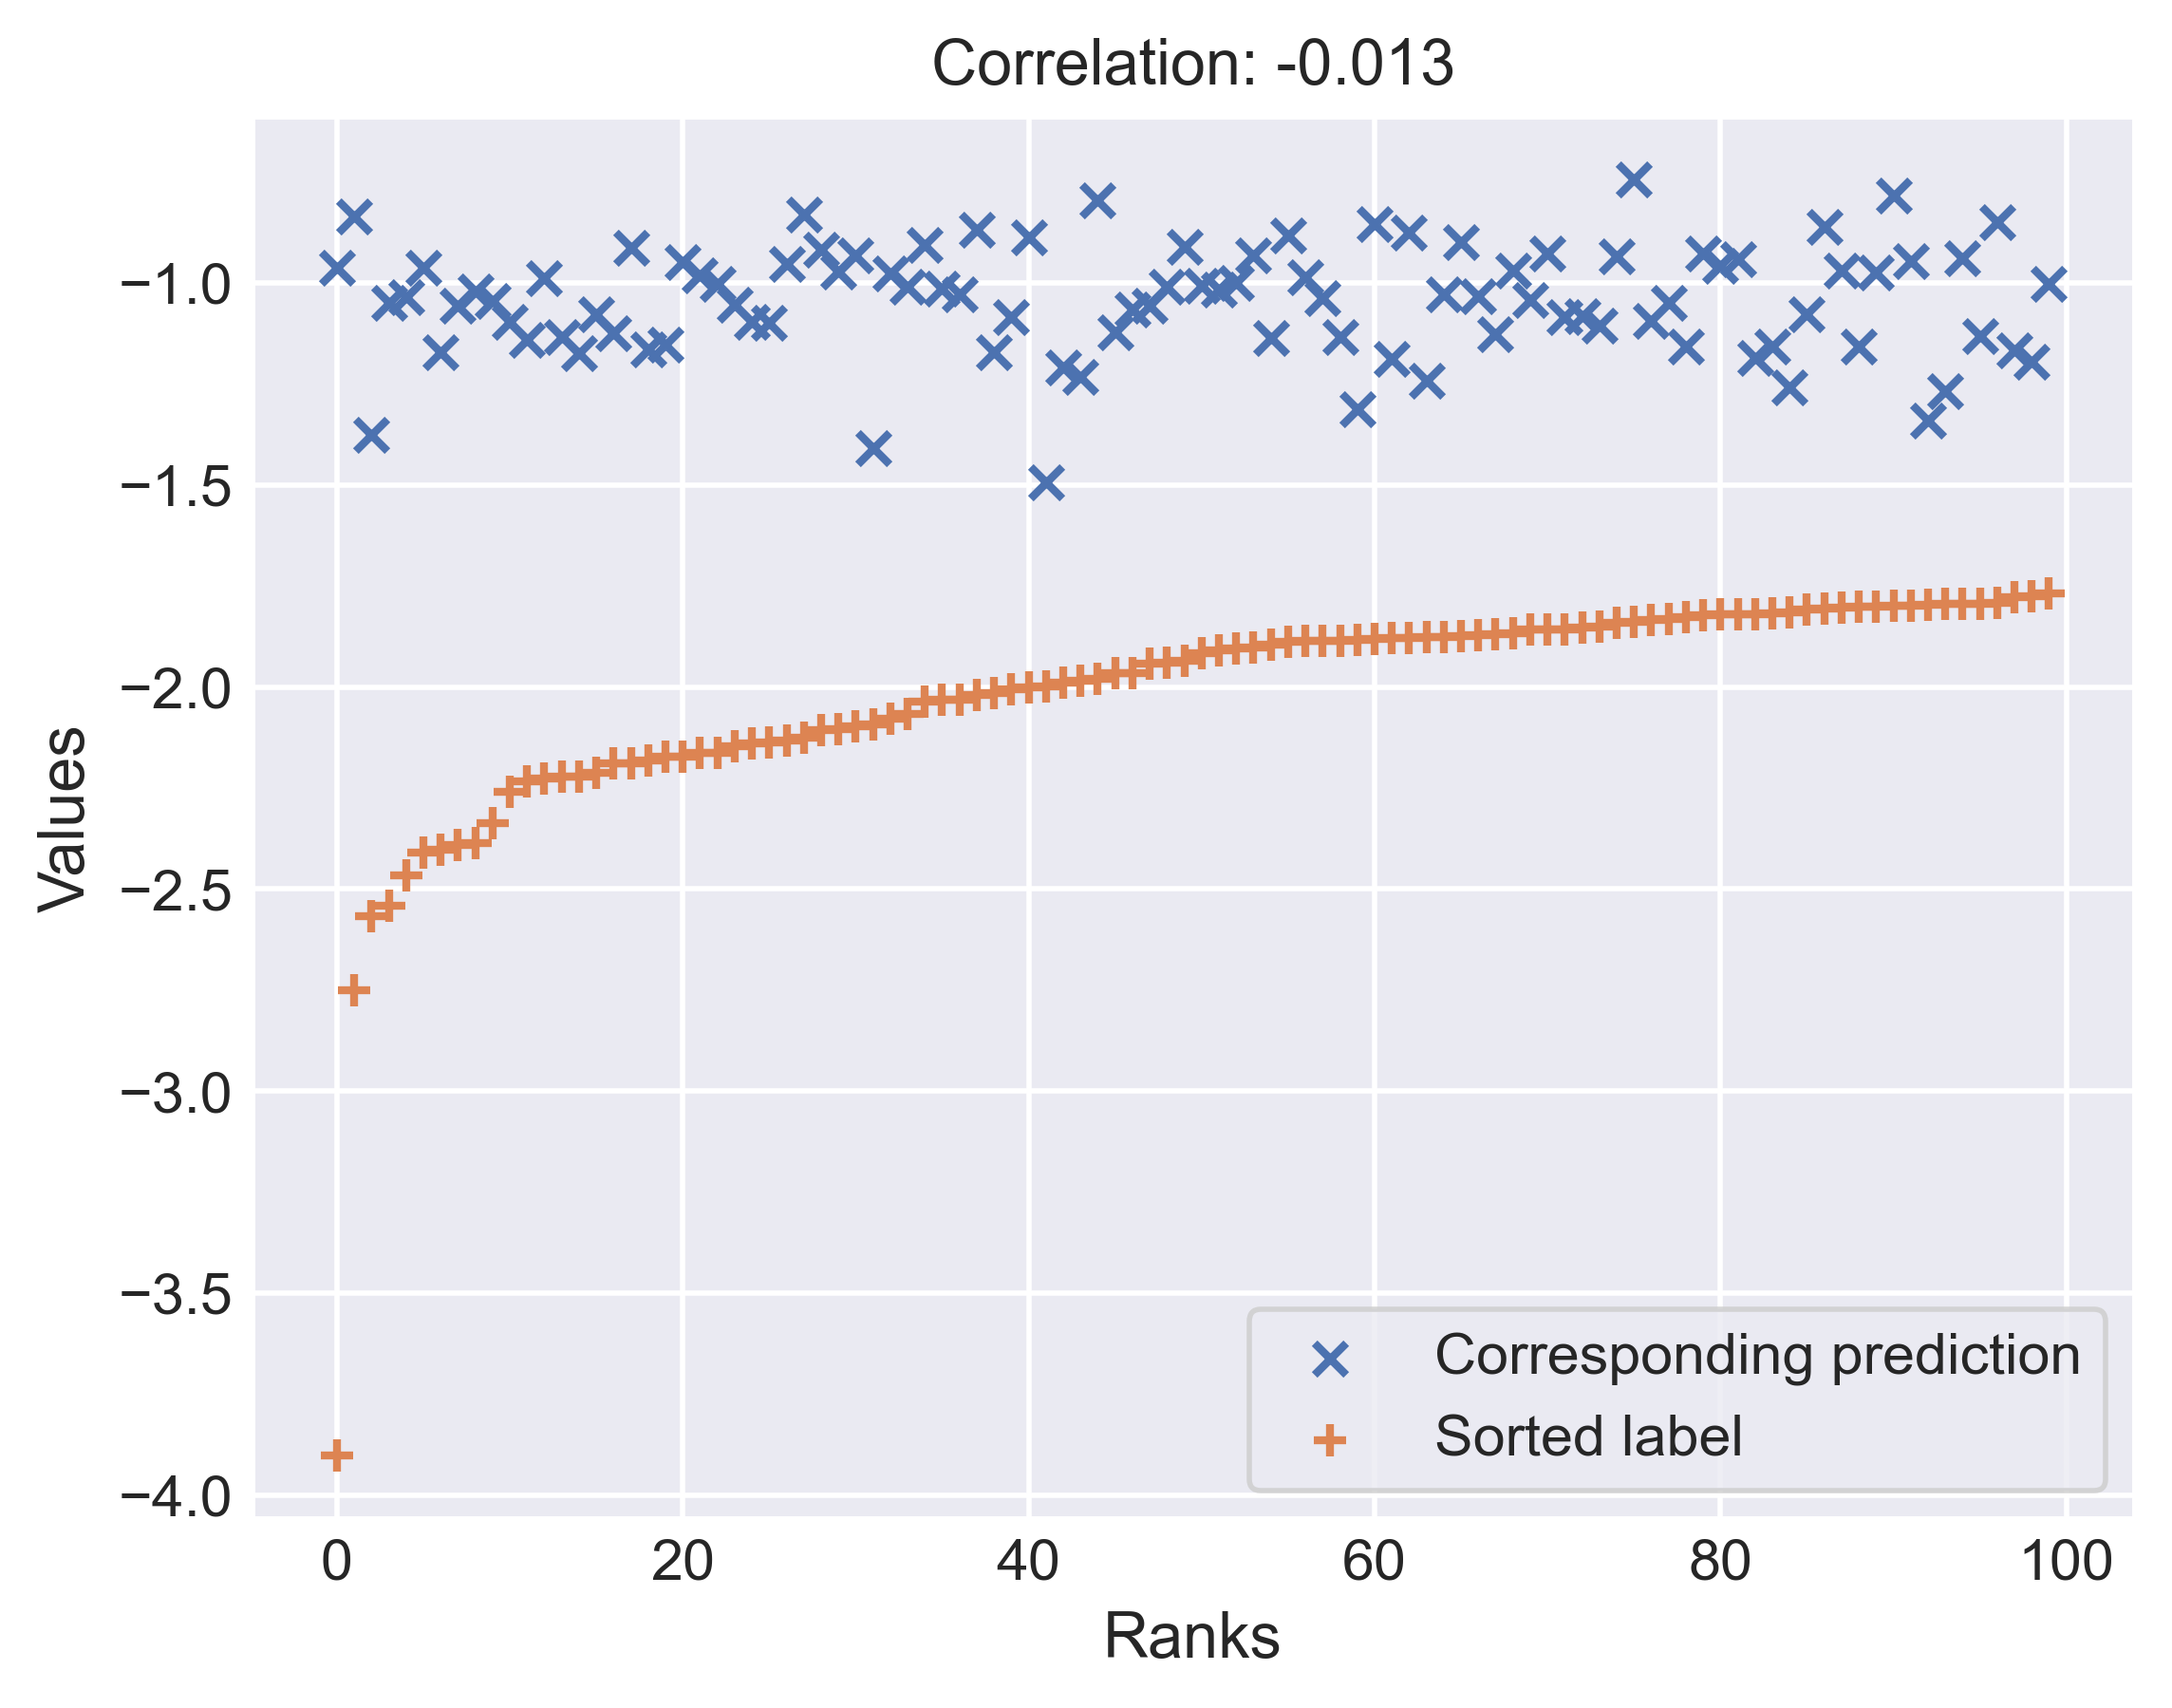 Correlation: -0.013
Values
−1.0
−1.5
−2.0
−2.5
−3.0
−3.5
−4.0
Corresponding prediction
Sorted label
0 20 40 60 80 100
Ranks